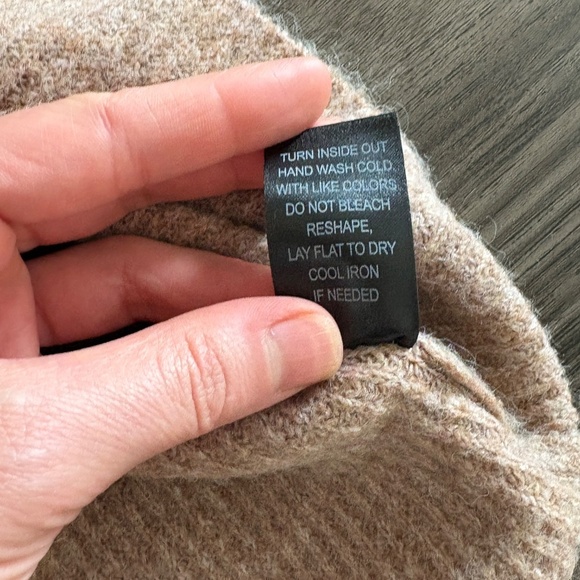 TURN INSIDE OUT
HAND WASH COLD
WITH LIKE COLORS
DO NOT BLEACH
RESHAPE,
LAY FLAT TO DRY
COOL IRON
IF NEEDED